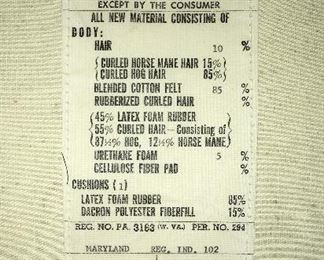 EXCEPT BY THE CONSUMER
ALL NEW MATERIAL CONSISTING OF
BODY:
HAIR 10 %
{CURLED HORSE MANE HAIR 15%}
{CURLED HOG HAIR 85%}
BLENDED COTTON FELT 85 %
RUBBERIZED CURLED HAIR %
{45% LATEX FOAM RUBBER
55% CURLED HAIR—Consisting of
87½% HOG, 12½% HORSE MANE}
URETHANE FOAM 5 %
CELLULOSE FIBER PAD %
CUSHIONS (1)
LATEX FOAM RUBBER 85%
DACRON POLYESTER FIBERFILL 15%
REG. NO. PA. 3163 (W. VA.) PER. NO. 294
MARYLAND REG. IND. 102